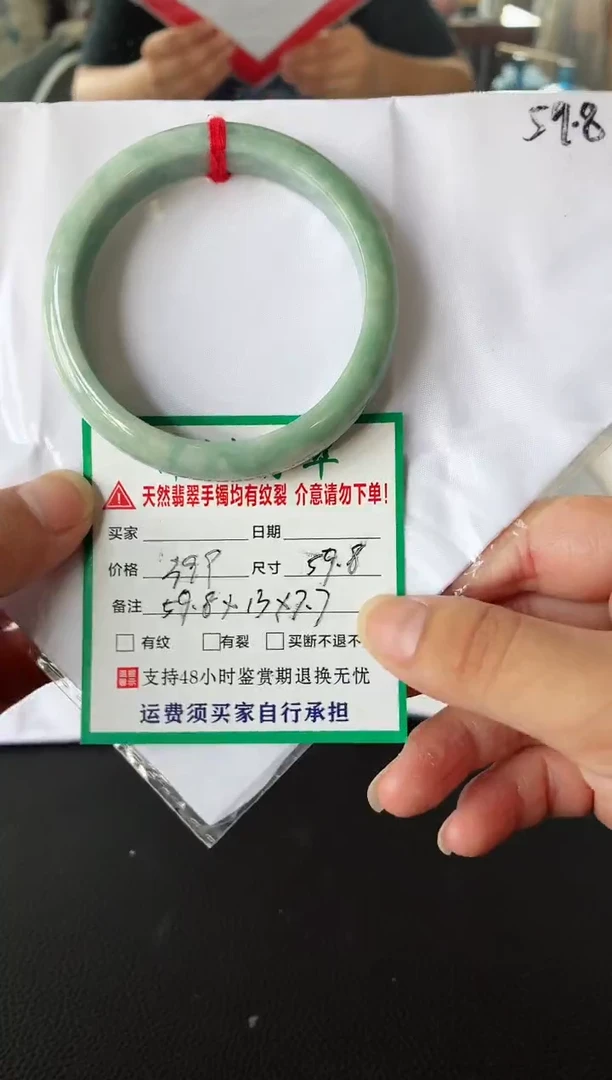 59.8
天然翡翠手镯均有纹裂 介意请勿下单!
买家 日期
价格 399 尺寸 59.8
备注 59.8×13×7.7
有纹 有裂 买断不退不
支持48小时鉴赏期退换无忧
运费须买家自行承担